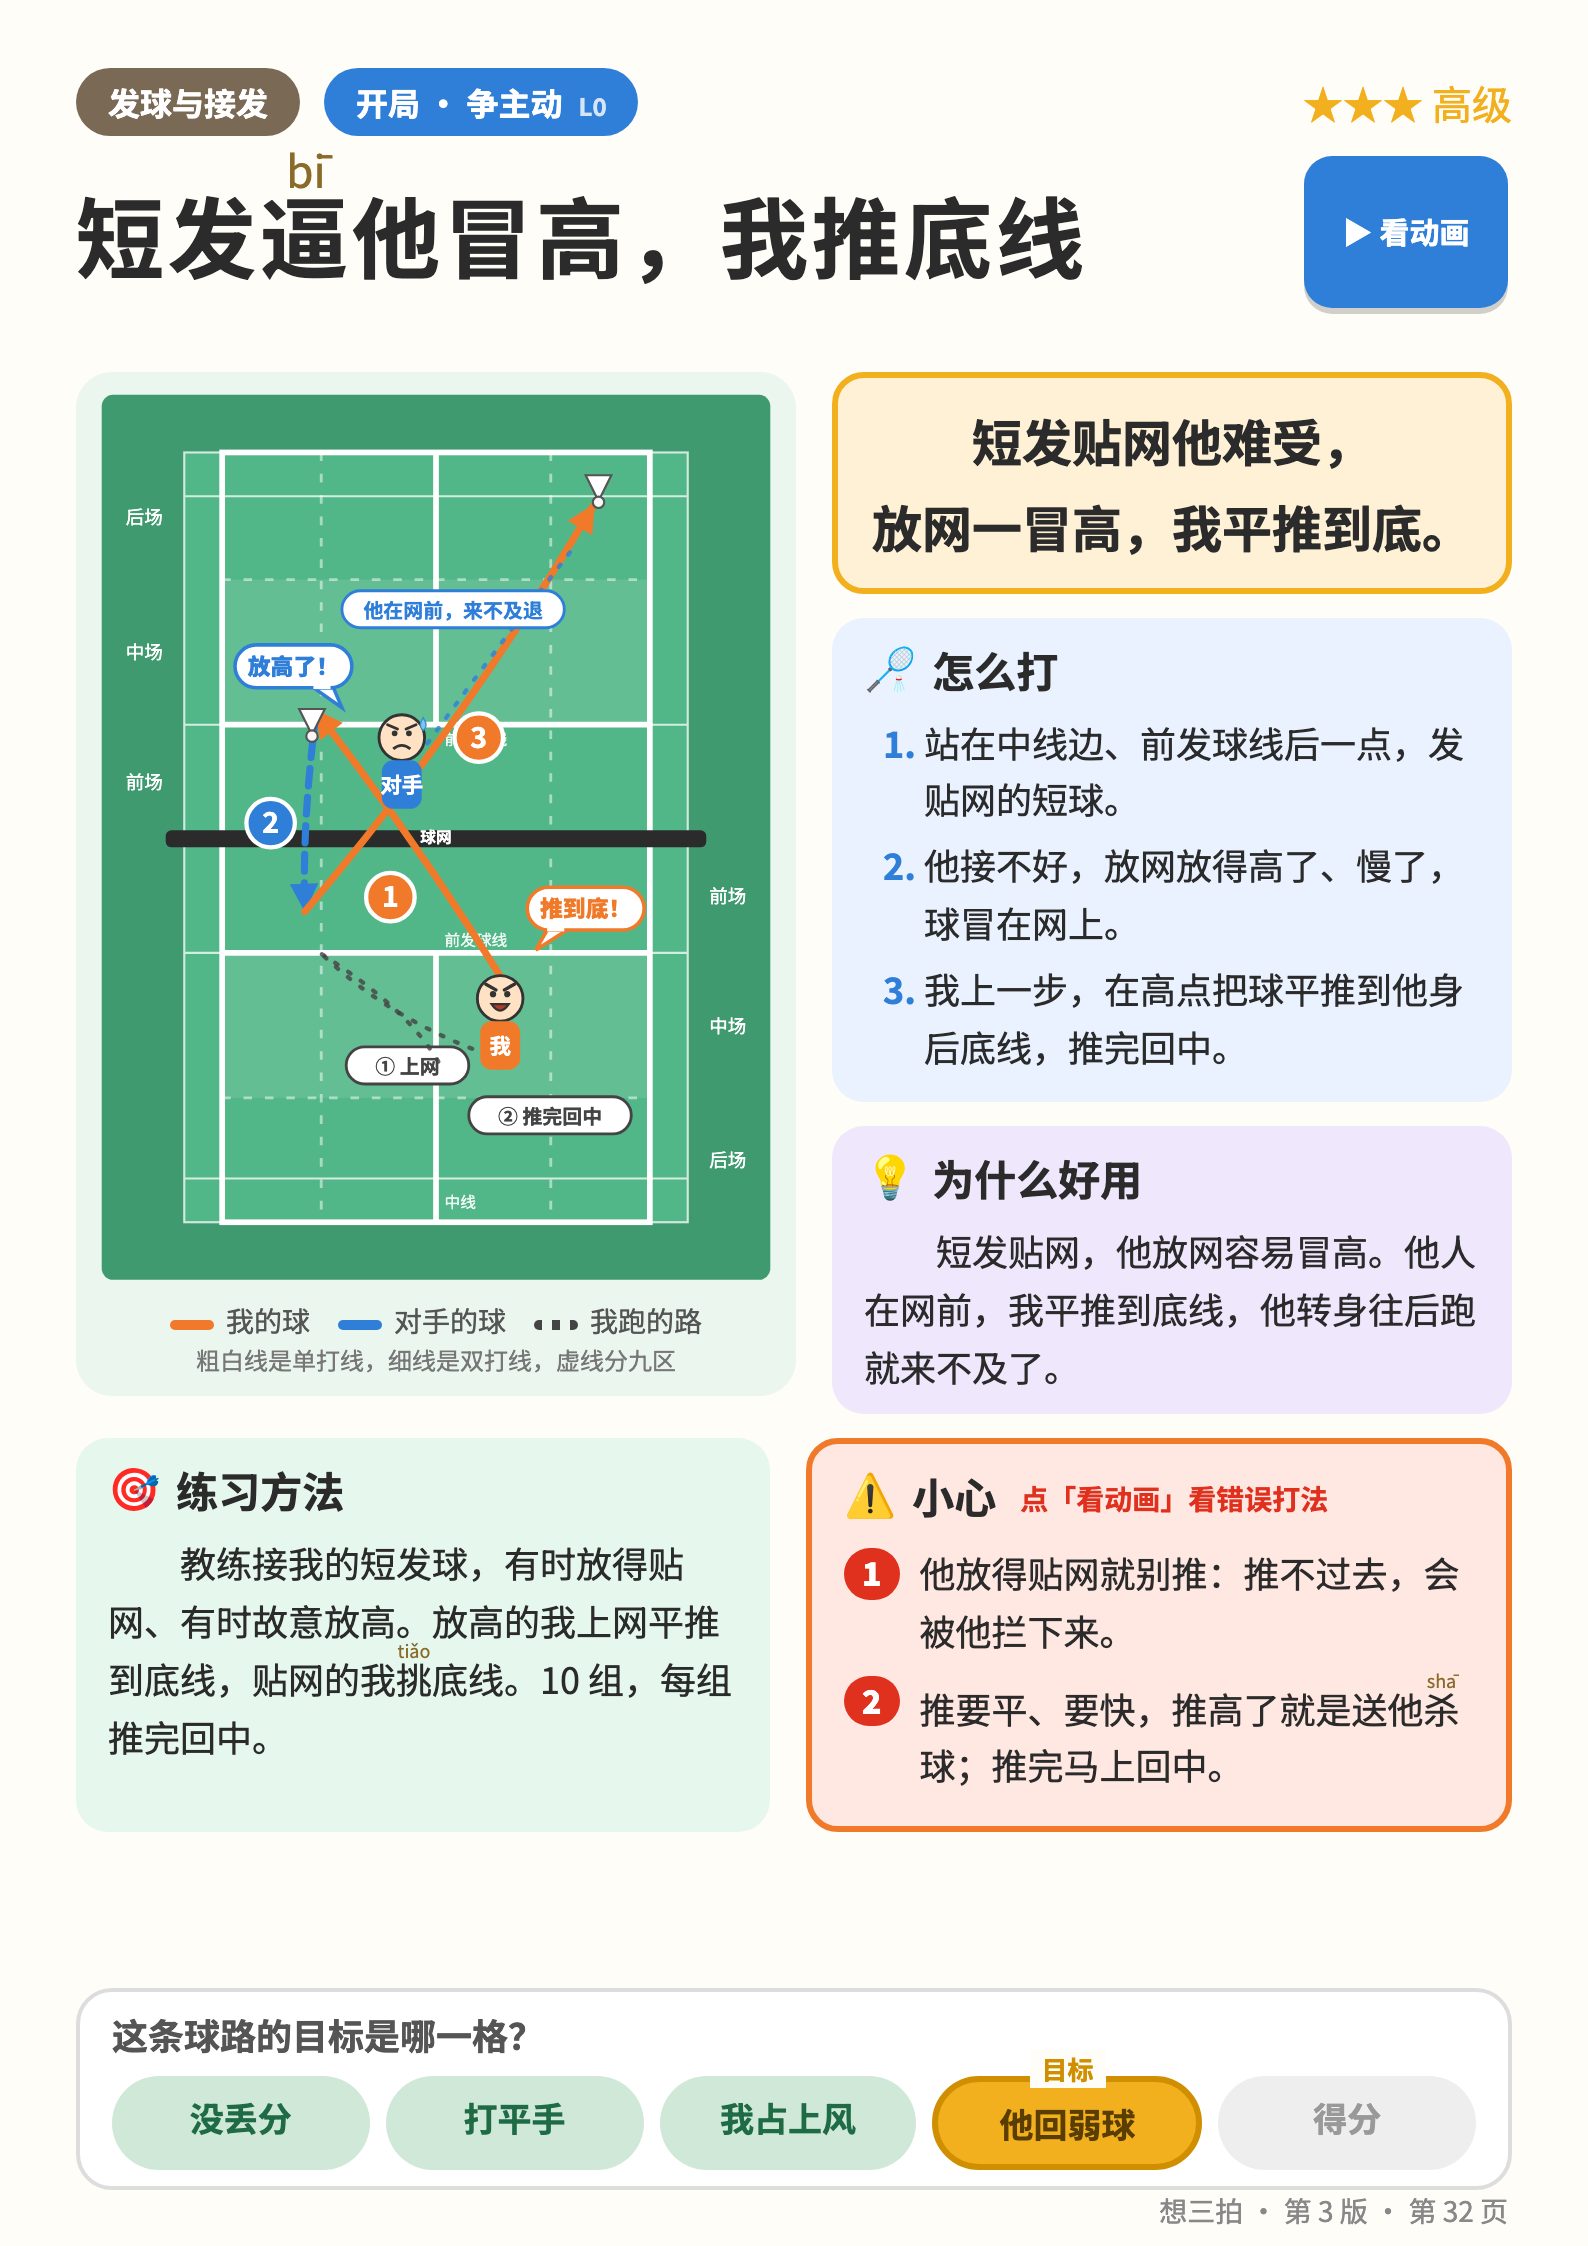 发球与接发
开局 · 争主动 L0
★★★ 高级
bī
短发逼他冒高，我推底线
▶ 看动画
短发贴网他难受，
放网一冒高，我平推到底。
后场
中场
前场
他在网前，来不及退
放高了！
3
对手
2
球网
1
推到底！
前发球线
前场
中场
后场
我
① 上网
② 推完回中
中线
我的球
对手的球
我跑的路
粗白线是单打线，细线是双打线，虚线分九区
怎么打
1. 站在中线边、前发球线后一点，发
贴网的短球。
2. 他接不好，放网放得高了、慢了，
球冒在网上。
3. 我上一步，在高点把球平推到他身
后底线，推完回中。
为什么好用
短发贴网，他放网容易冒高。他人
在网前，我平推到底线，他转身往后跑
就来不及了。
练习方法
教练接我的短发球，有时放得贴
网、有时故意放高。放高的我上网平推
tiǎo
到底线，贴网的我挑底线。10 组，每组
推完回中。
小心 点「看动画」看错误打法
1 他放得贴网就别推：推不过去，会
被他拦下来。
shā
2 推要平、要快，推高了就是送他杀
球；推完马上回中。
这条球路的目标是哪一格？
目标
没丢分
打平手
我占上风
他回弱球
得分
想三拍 · 第 3 版 · 第 32 页